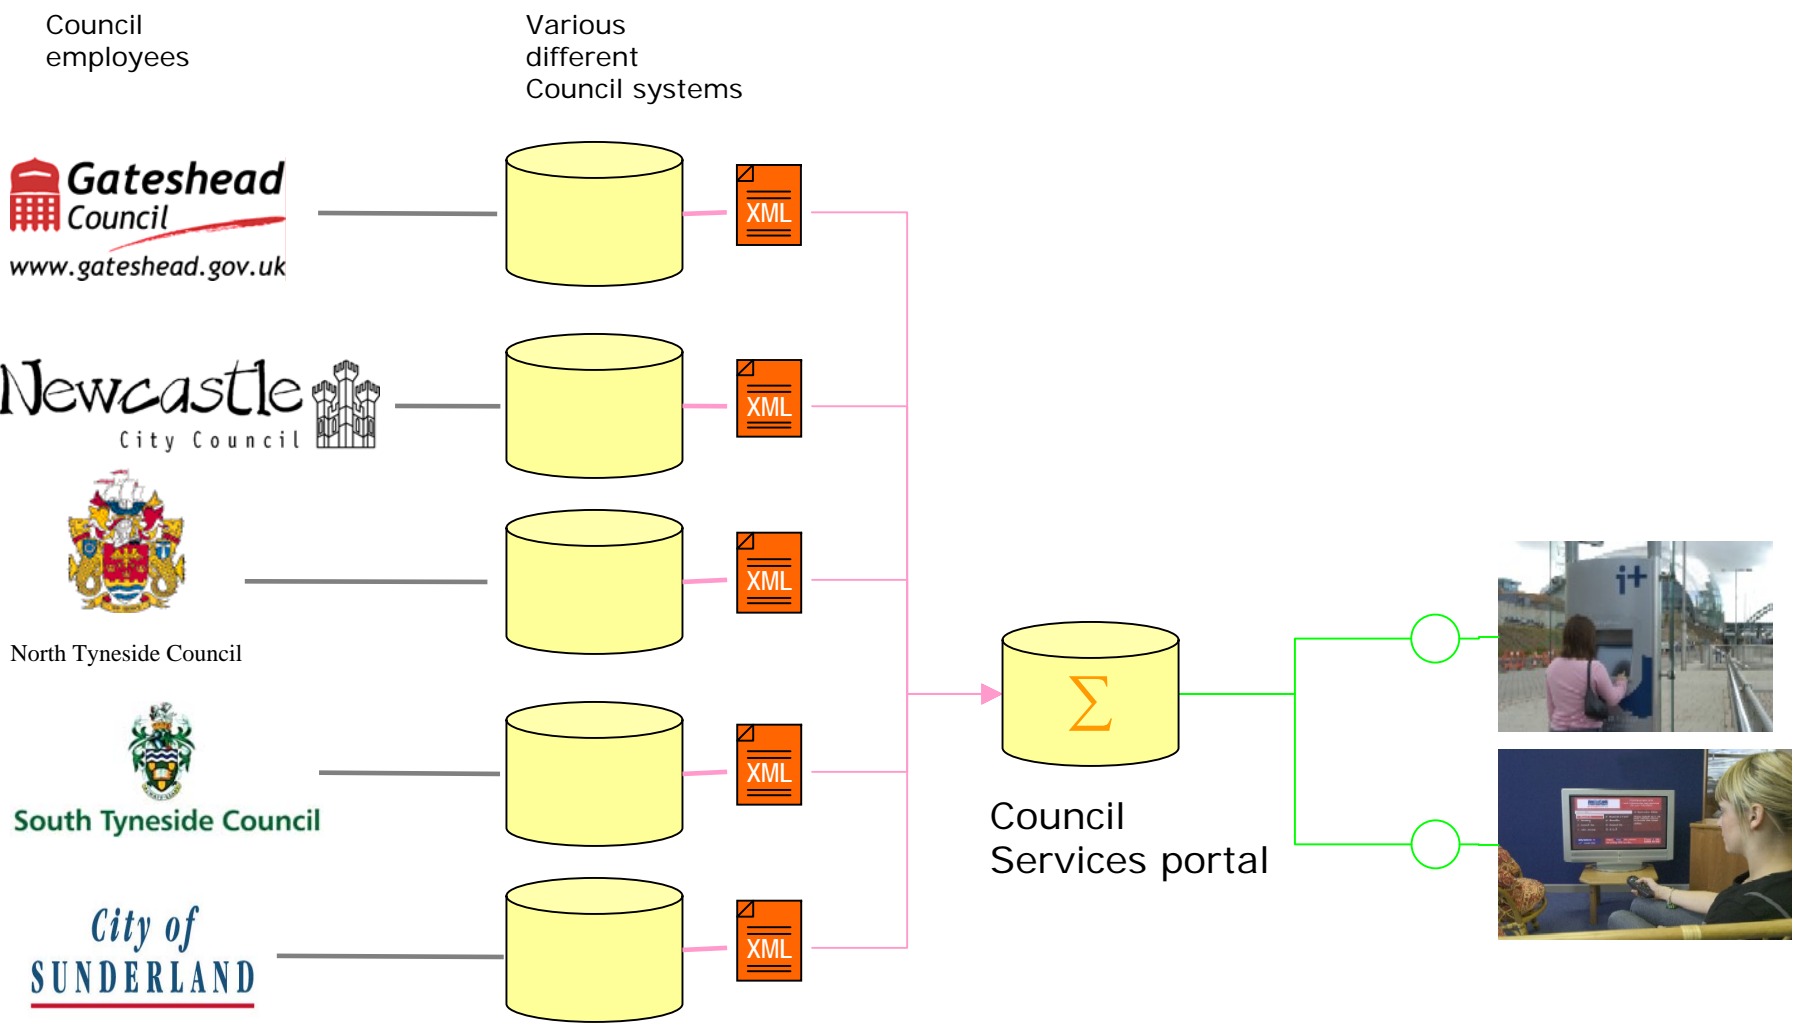 Council
employees
Various
different
Council systems
Gateshead
Council
www.gateshead.gov.uk
XML
Newcastle
City Council
XML
North Tyneside Council
XML
i+
South Tyneside Council
XML
Σ
Council
Services portal
City of
SUNDERLAND
XML